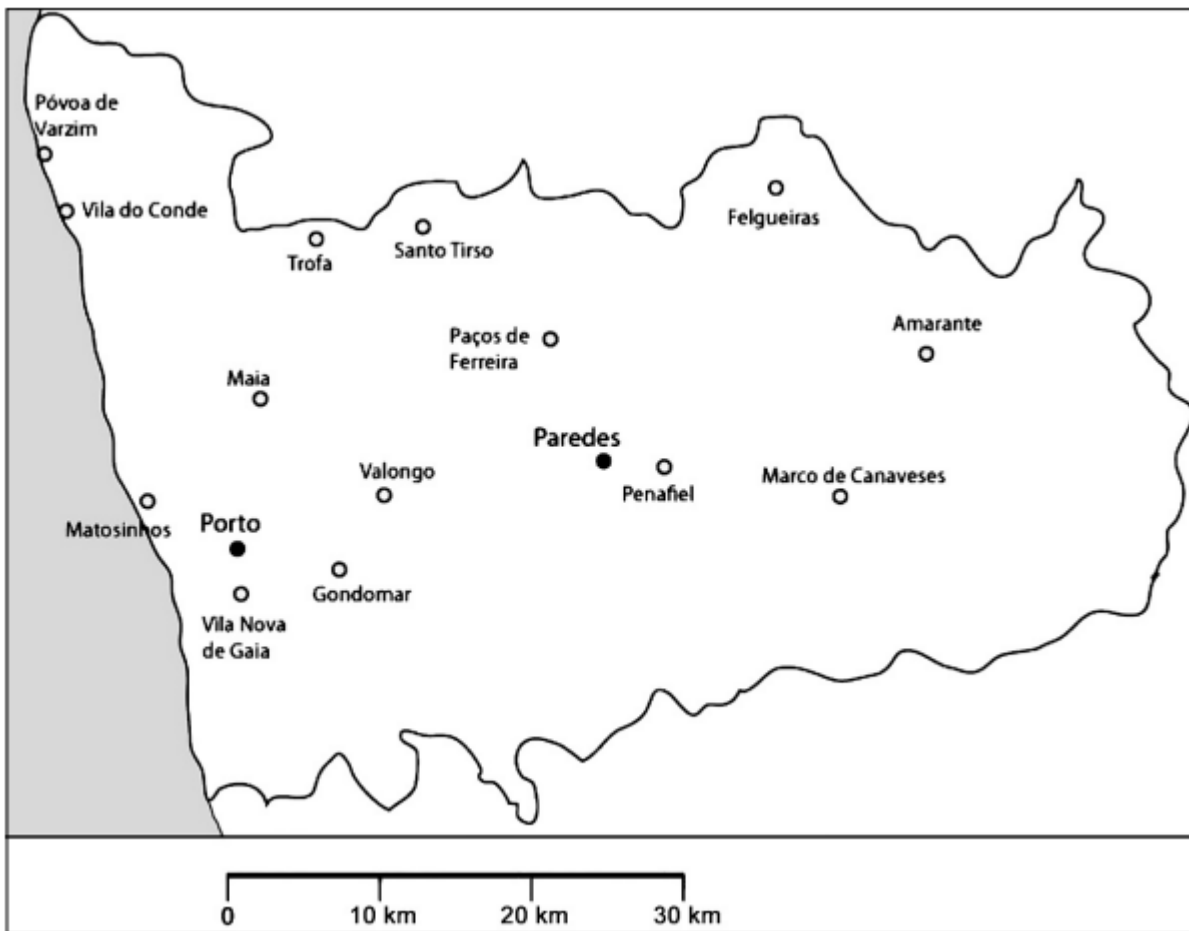 Póvoa de
Varzim
Vila do Conde
Felgueiras
Trofa
Santo Tirso
Amarante
Paços de
Ferreira
Maia
Paredes
Valongo
Penafiel
Marco de Canaveses
Matosinhos
Porto
Gondomar
Vila Nova
de Gaia
0 10 km 20 km 30 km